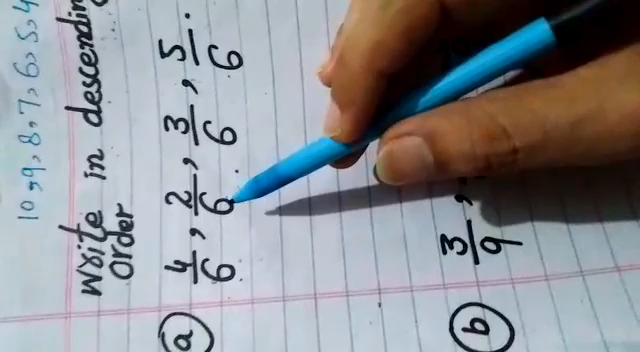 10,9,8,7,6,5,4
Write in descending
Order
(a) 4/6, 2/6, 3/6, 5/6.
(b) 3/9,